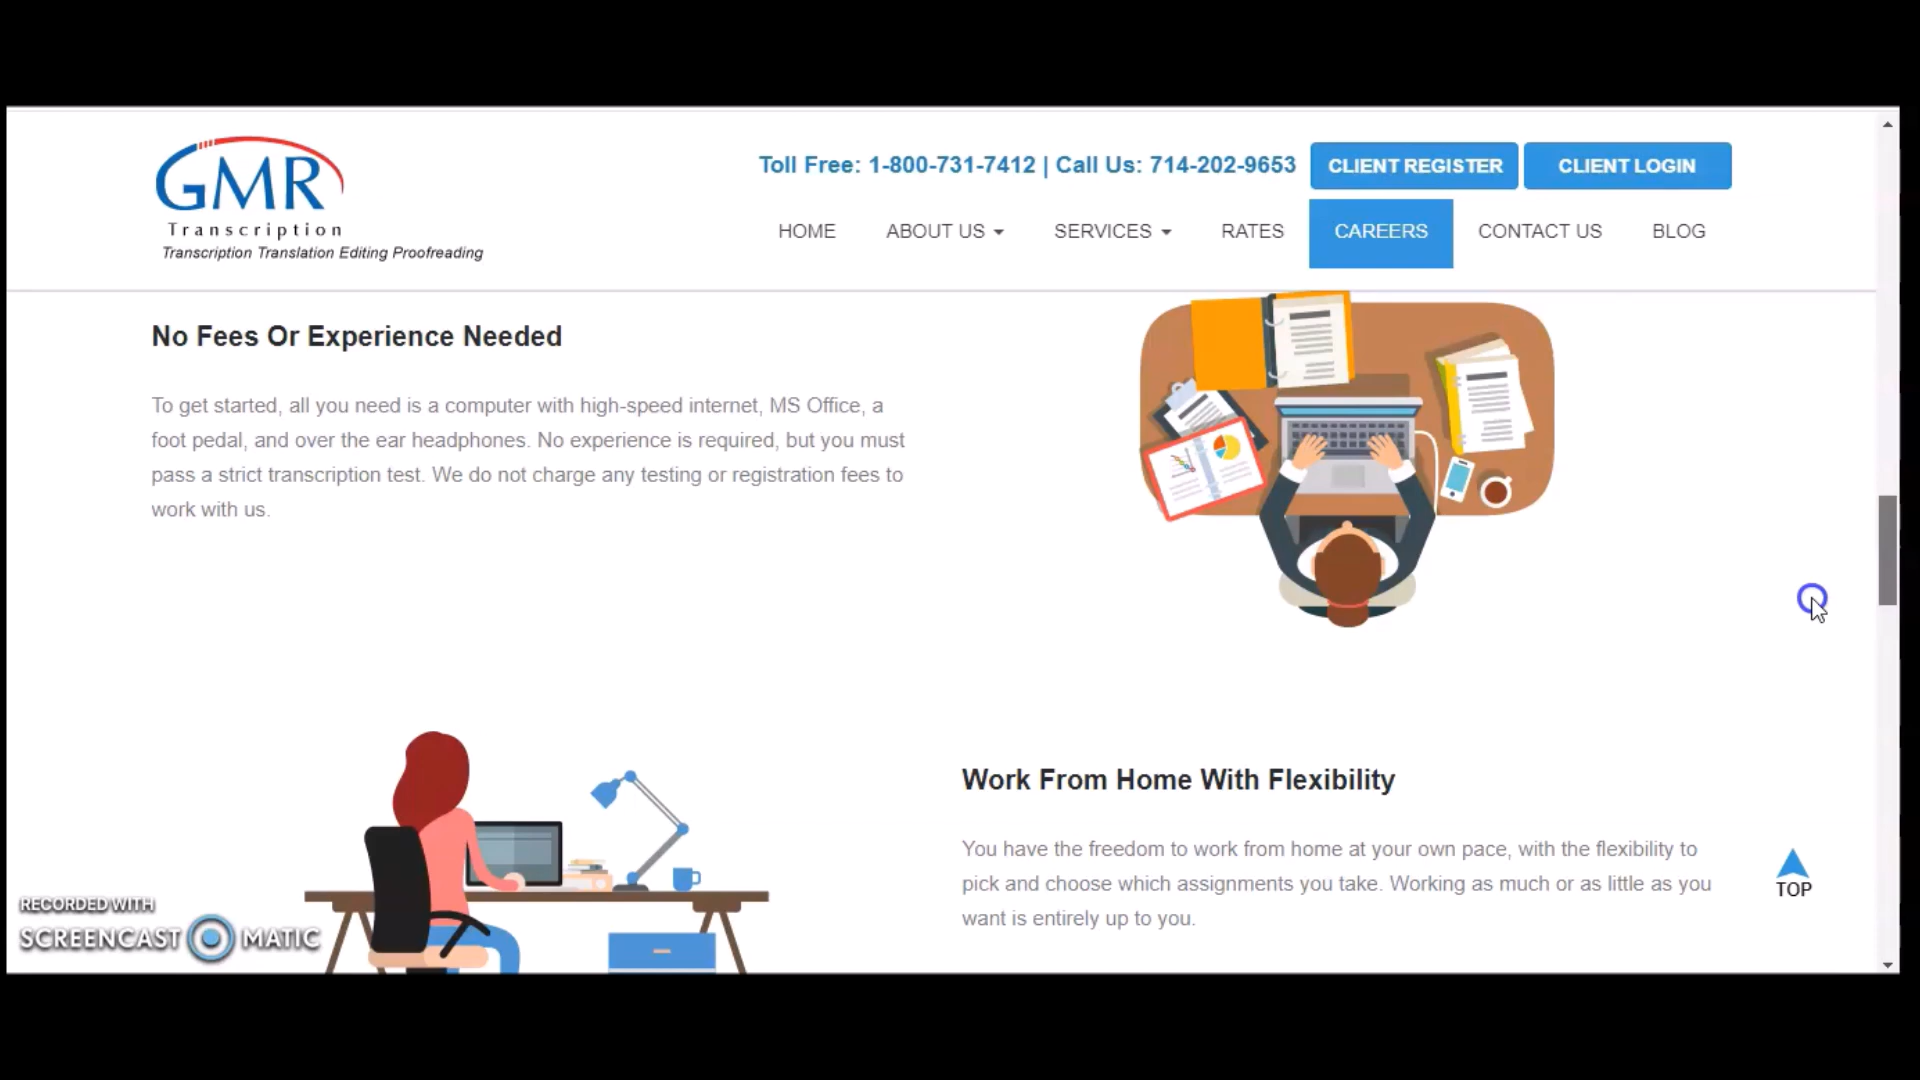 GMR
Transcription
Transcription Translation Editing Proofreading
Toll Free: 1-800-731-7412 | Call Us: 714-202-9653
CLIENT REGISTER
CLIENT LOGIN
HOME
ABOUT US
SERVICES
RATES
CAREERS
CONTACT US
BLOG
No Fees Or Experience Needed
To get started, all you need is a computer with high-speed internet, MS Office, a
foot pedal, and over the ear headphones. No experience is required, but you must
pass a strict transcription test. We do not charge any testing or registration fees to
work with us.
Work From Home With Flexibility
You have the freedom to work from home at your own pace, with the flexibility to
pick and choose which assignments you take. Working as much or as little as you
want is entirely up to you.
TOP
RECORDED WITH
SCREENCAST MATIC